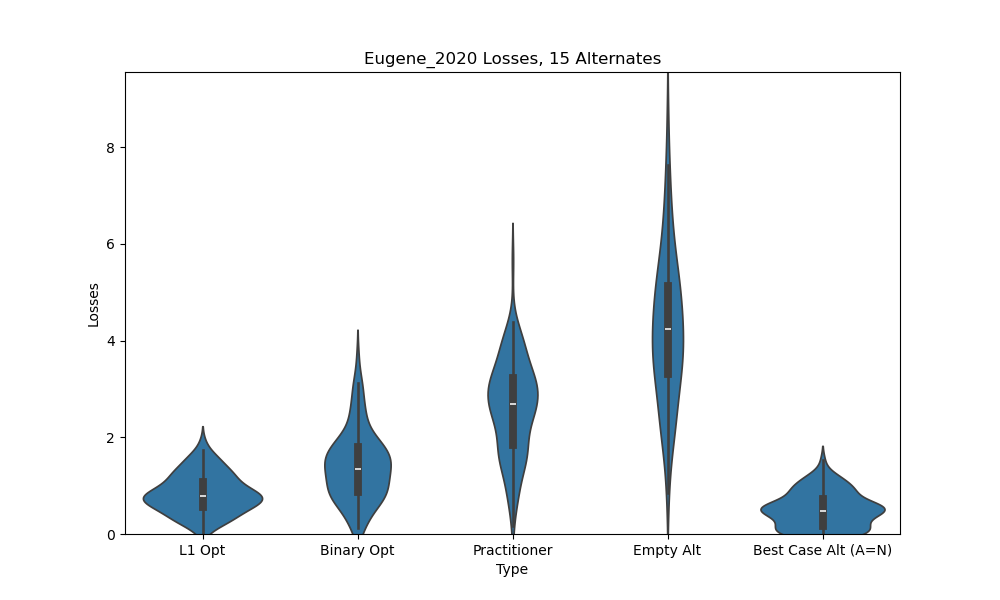 Eugene_2020 Losses, 15 Alternates
8
6
4
2
0
Losses
L1 Opt
Binary Opt
Practitioner
Empty Alt
Best Case Alt (A=N)
Type